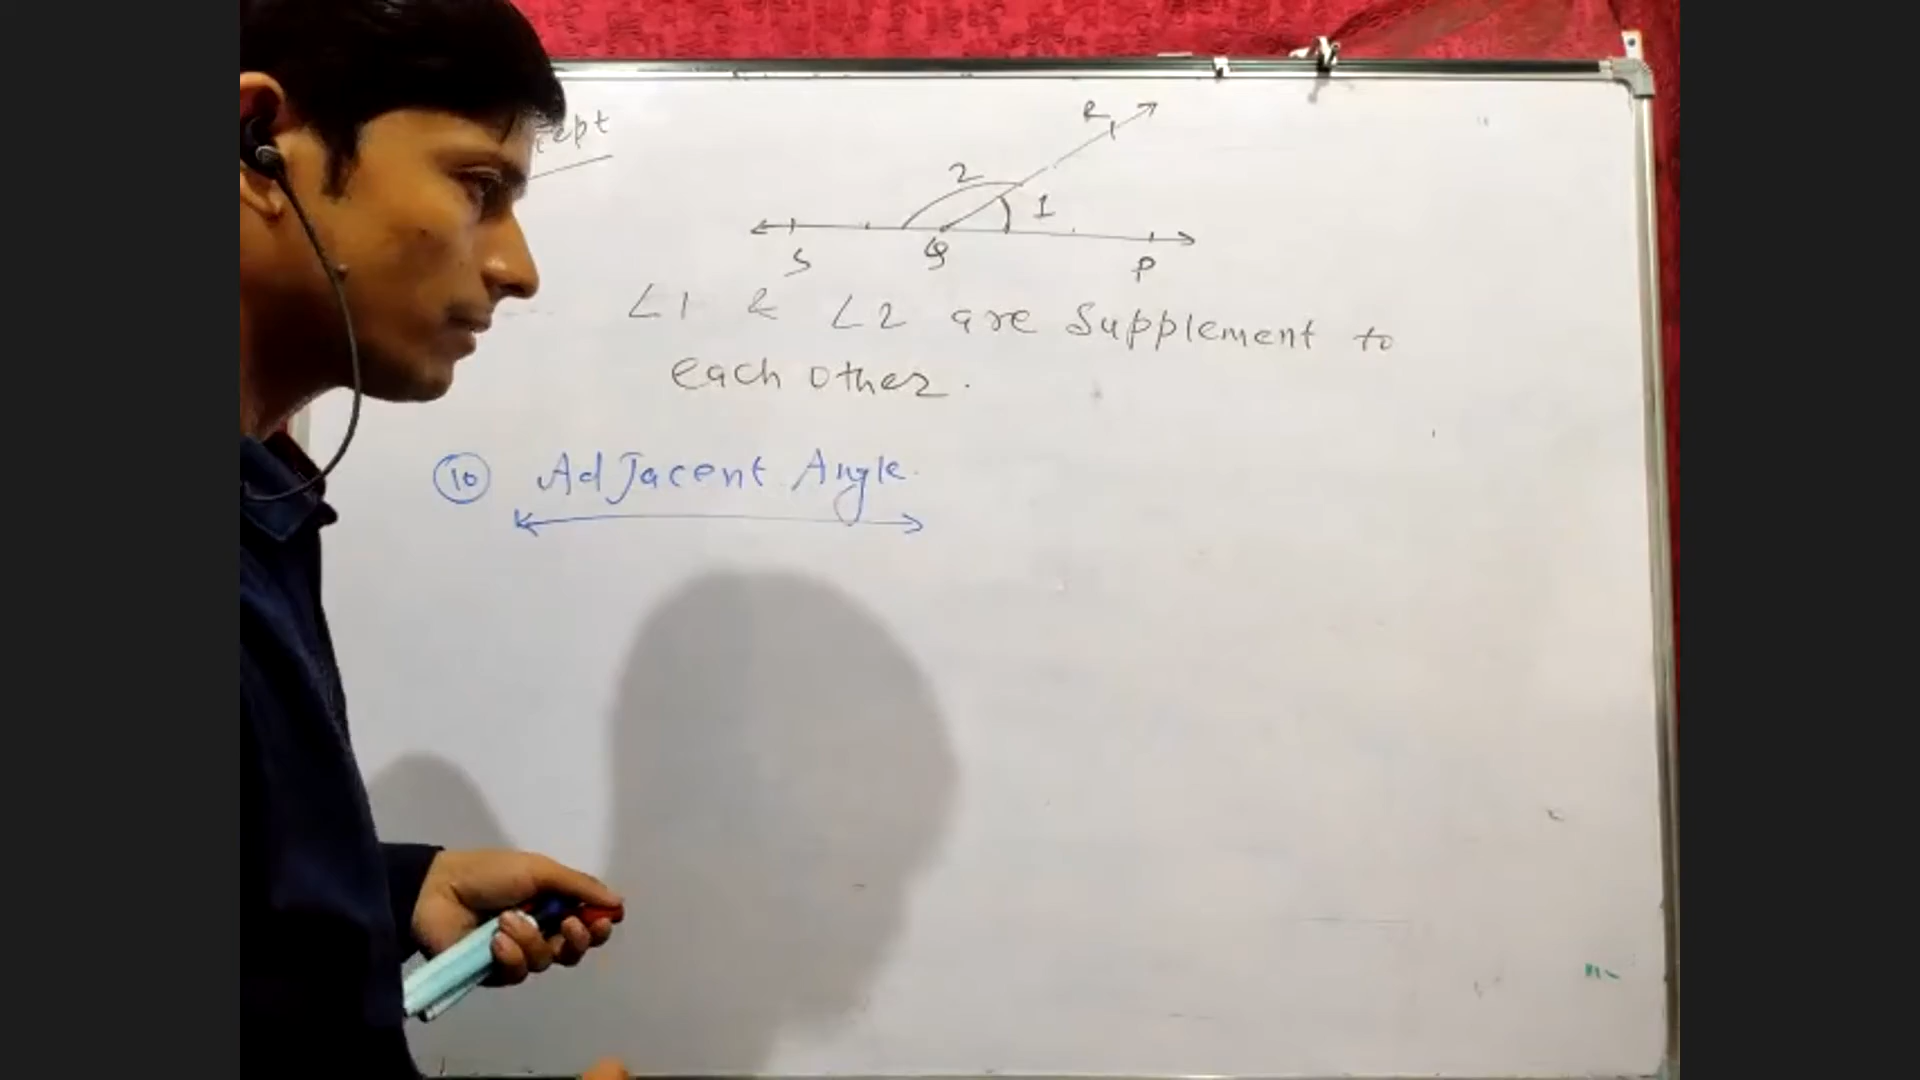 R
2
1
S Q P
∠1 & ∠2 are Supplement to
each other.
10 Adjacent Angle.